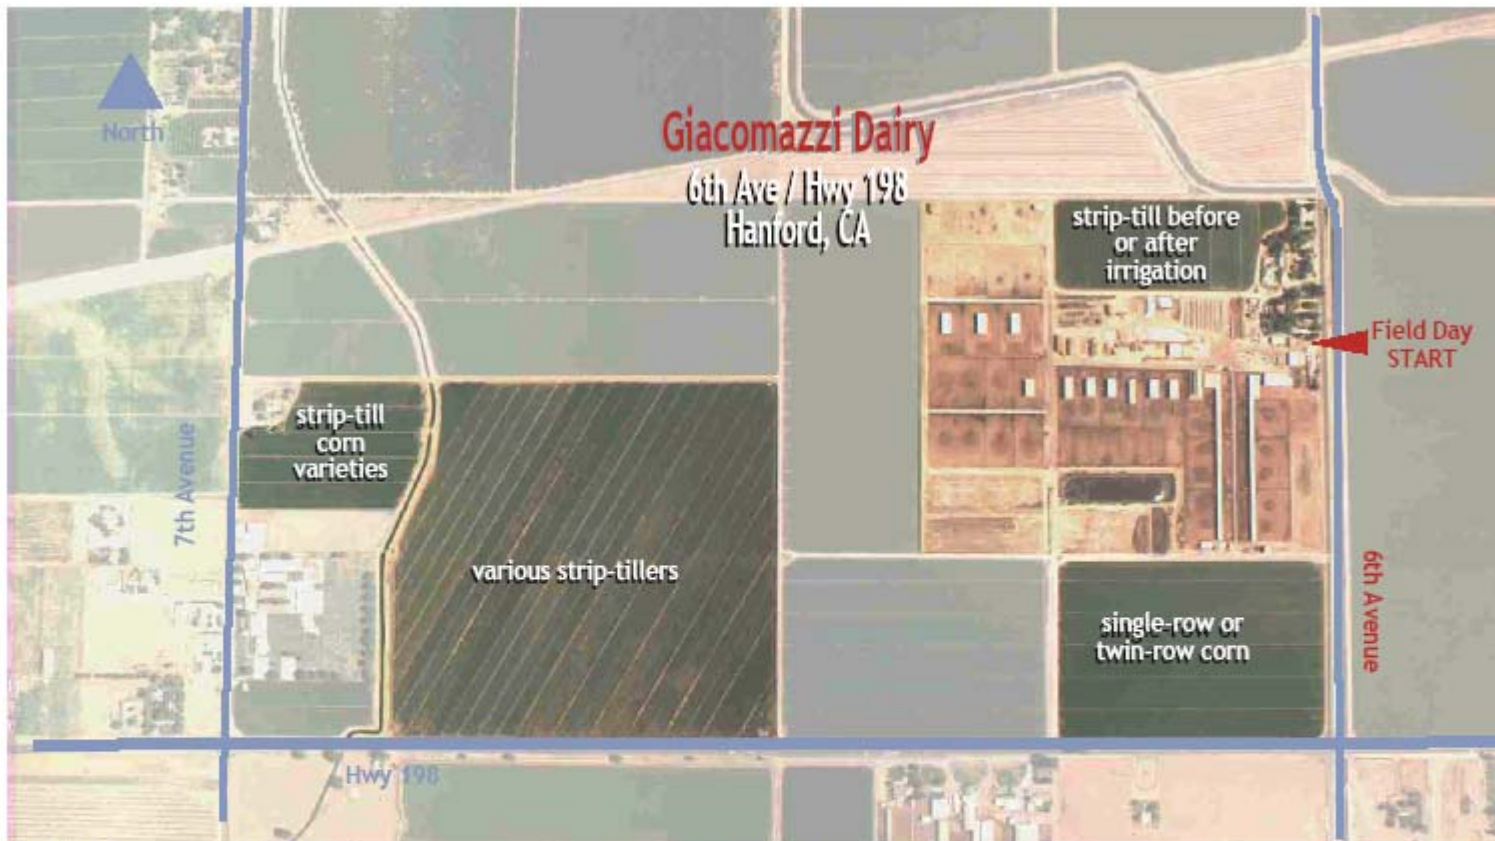 North
Giacomazzi Dairy
6th Ave / Hwy 198
Hanford, CA
strip-till before
or after
irrigation
Field Day
START
strip-till
corn
varieties
7th Avenue
various strip-tillers
single-row or
twin-row corn
6th Avenue
Hwy 198